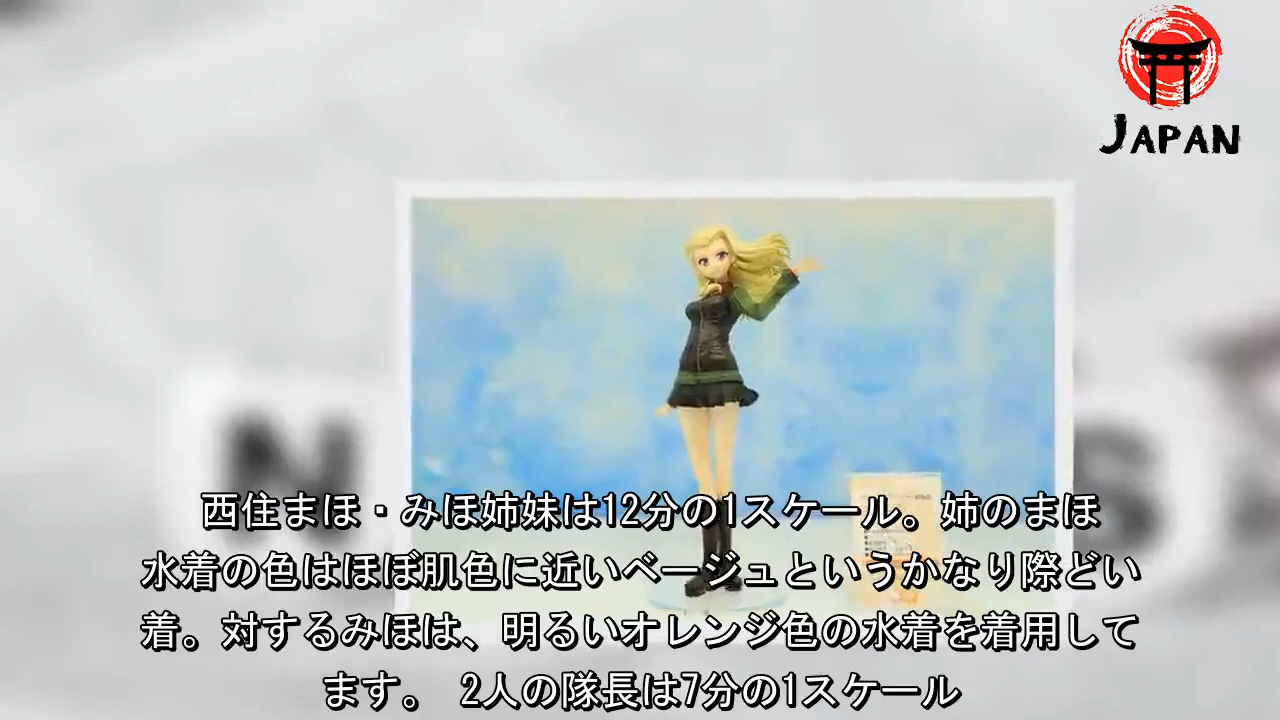 JAPAN
西住まほ・みほ姉妹は12分の1スケール。姉のまほ
水着の色はほぼ肌色に近いベージュというかなり際どい
着。対するみほは、明るいオレンジ色の水着を着用して
ます。 2人の隊長は7分の1スケール